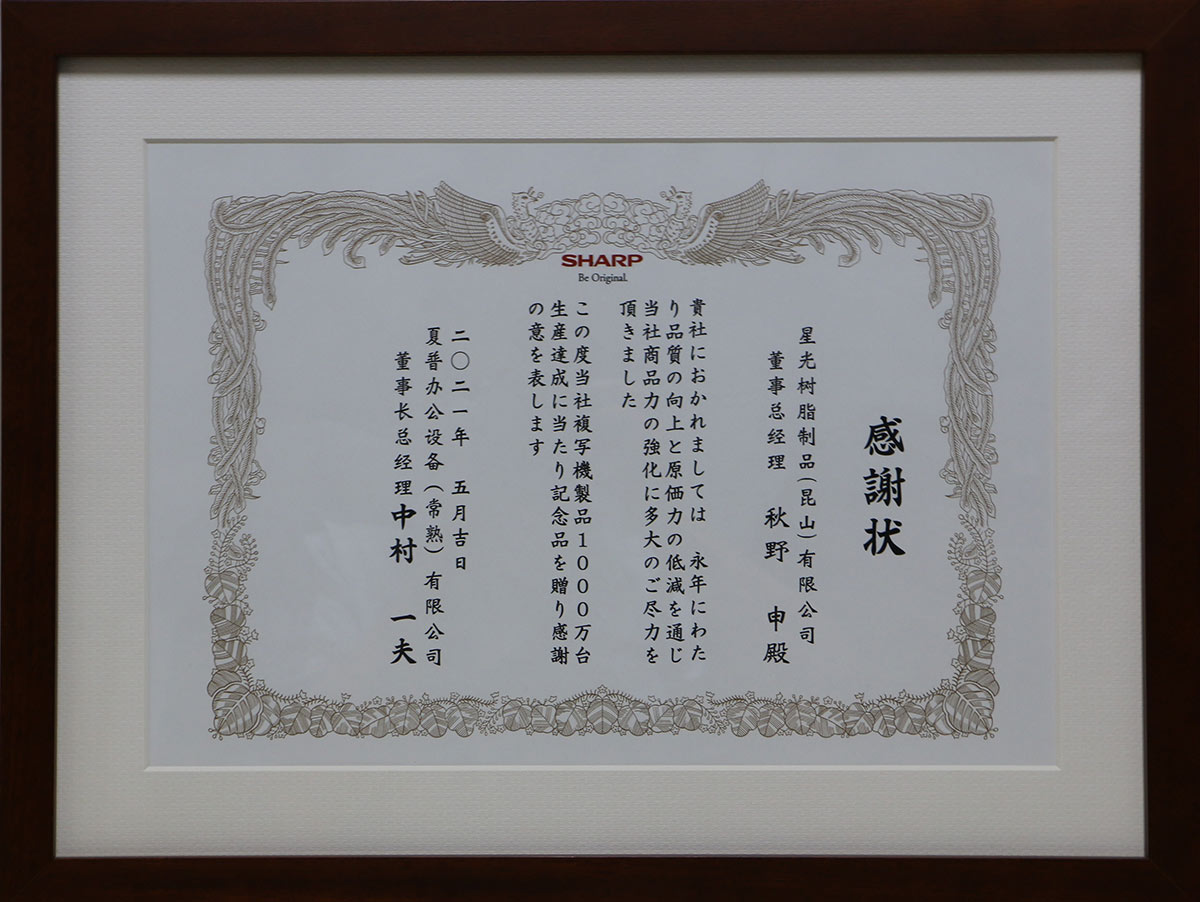 SHARP
Be Original.
感謝状
星光树脂制品(昆山)有限公司
董事总经理 秋野 申殿
貴社におかれましては 永年にわた
り品質の向上と原価力の低減を通じ
当社商品力の強化に多大のご尽力を
頂きました
この度当社複写機製品1000万台
生産達成に当たり記念品を贈り感謝
の意を表します
二〇二一年 五月吉日
夏普办公设备(常熟)有限公司
董事长总经理 中村 一夫